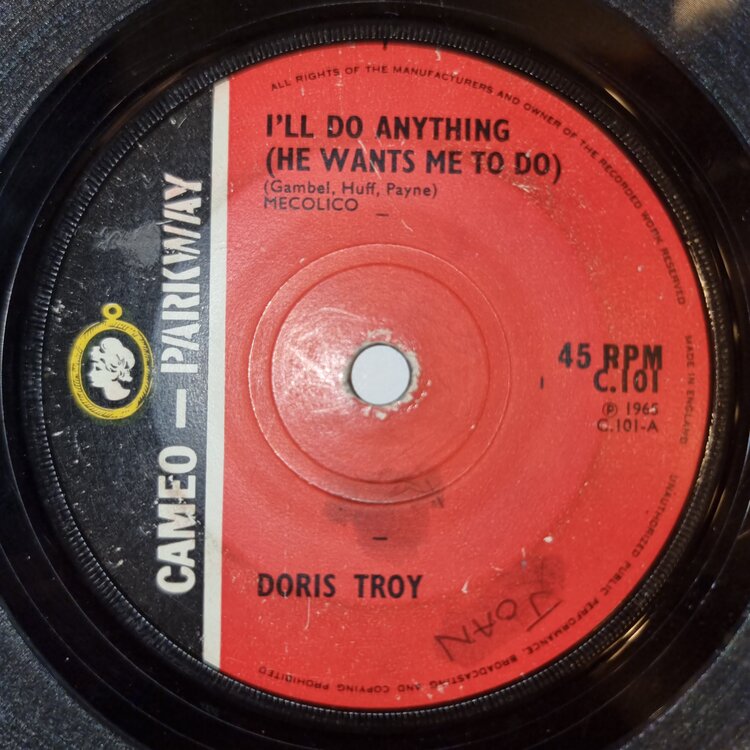 ALL RIGHTS OF THE MANUFACTURERS AND OWNER OF THE RECORDED WORK RESERVED
I'LL DO ANYTHING
(HE WANTS ME TO DO)
(Gambel, Huff, Payne)
MECOLICO
CAMEO – PARKWAY
45 RPM
C.101
℗ 1965
C.101-A
MADE IN ENGLAND
DORIS TROY
JOAN
UNAUTHORIZED PUBLIC PERFORMANCE, BROADCASTING AND COPYING PROHIBITED